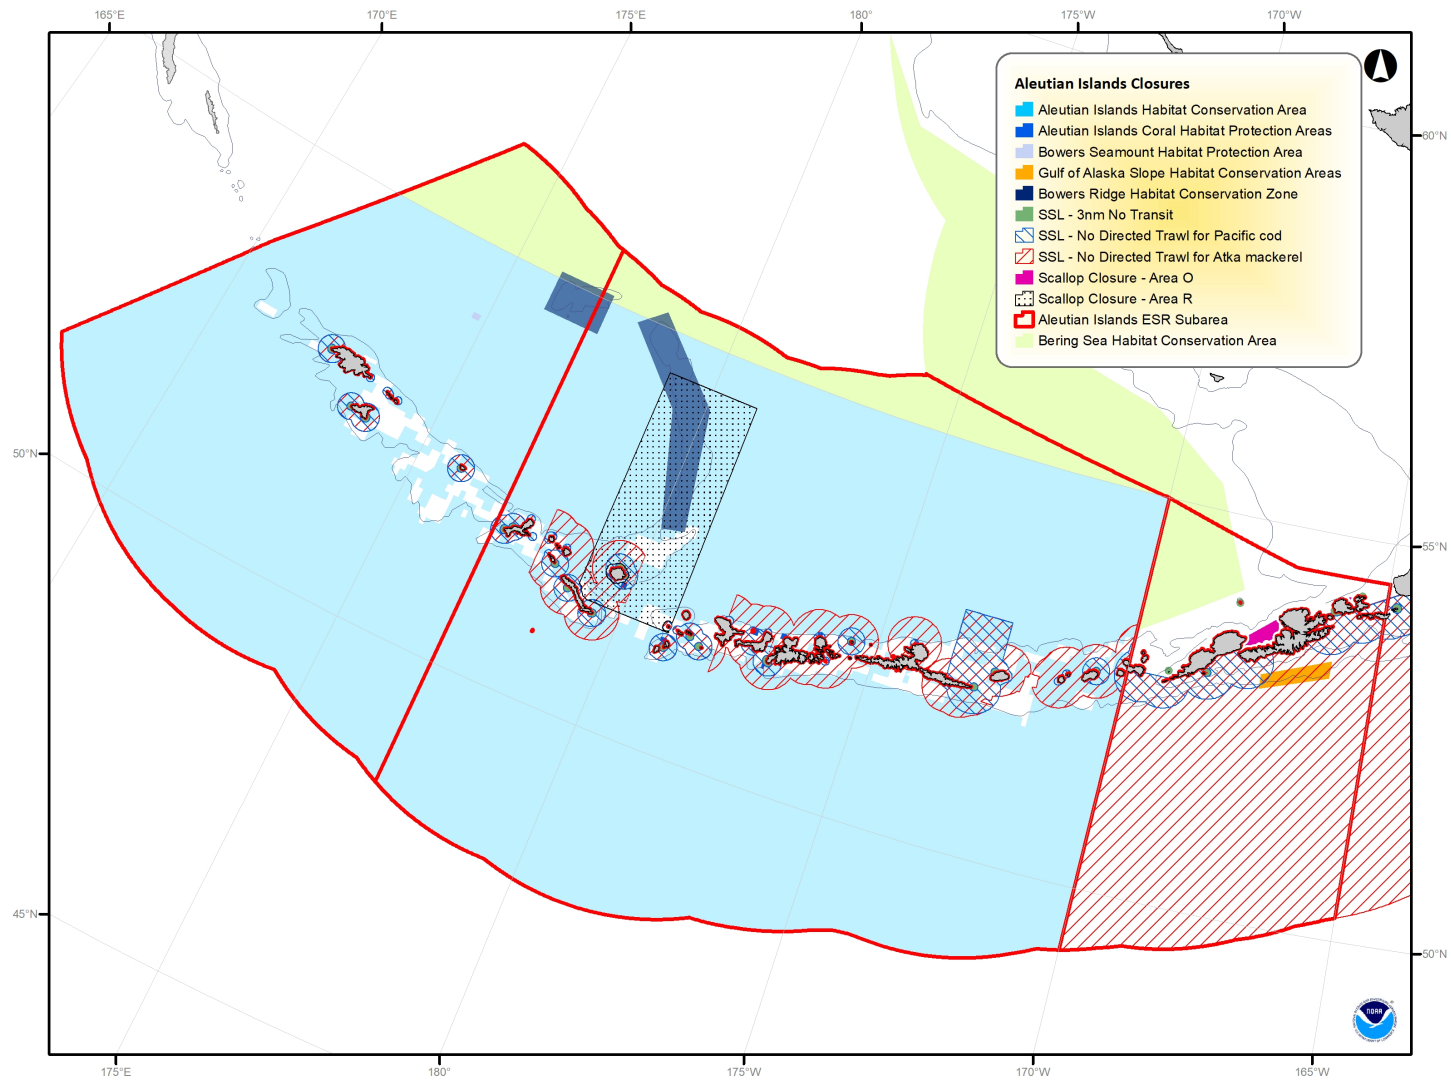 165°E 170°E 175°E 180° 175°W 170°W
Aleutian Islands Closures
Aleutian Islands Habitat Conservation Area
Aleutian Islands Coral Habitat Protection Areas
Bowers Seamount Habitat Protection Area
Gulf of Alaska Slope Habitat Conservation Areas
Bowers Ridge Habitat Conservation Zone
SSL - 3nm No Transit
SSL - No Directed Trawl for Pacific cod
SSL - No Directed Trawl for Atka mackerel
Scallop Closure - Area O
Scallop Closure - Area R
Aleutian Islands ESR Subarea
Bering Sea Habitat Conservation Area
60°N
50°N
55°N
45°N
50°N
NOAA
175°E 180° 175°W 170°W 165°W